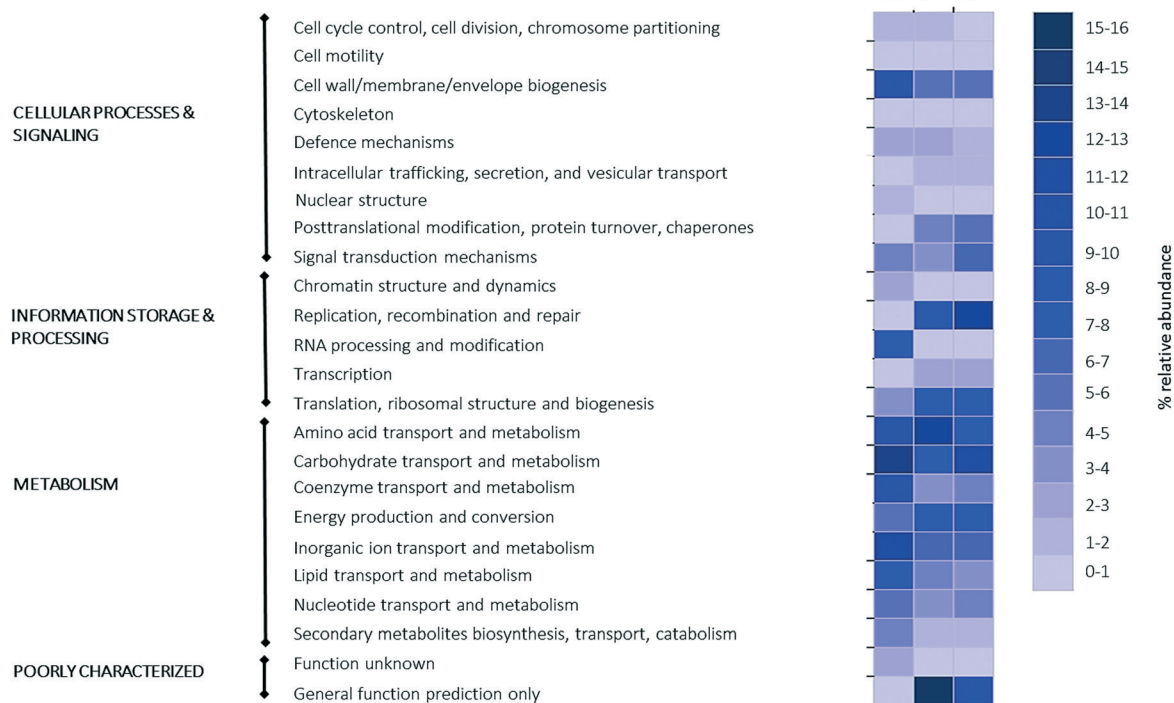 CELLULAR PROCESSES &
SIGNALING
Cell cycle control, cell division, chromosome partitioning
Cell motility
Cell wall/membrane/envelope biogenesis
Cytoskeleton
Defence mechanisms
Intracellular trafficking, secretion, and vesicular transport
Nuclear structure
Posttranslational modification, protein turnover, chaperones
Signal transduction mechanisms
INFORMATION STORAGE &
PROCESSING
Chromatin structure and dynamics
Replication, recombination and repair
RNA processing and modification
Transcription
Translation, ribosomal structure and biogenesis
METABOLISM
Amino acid transport and metabolism
Carbohydrate transport and metabolism
Coenzyme transport and metabolism
Energy production and conversion
Inorganic ion transport and metabolism
Lipid transport and metabolism
Nucleotide transport and metabolism
Secondary metabolites biosynthesis, transport, catabolism
POORLY CHARACTERIZED
Function unknown
General function prediction only
15-16
14-15
13-14
12-13
11-12
10-11
9-10
8-9
7-8
6-7
5-6
4-5
3-4
2-3
1-2
0-1
% relative abundance